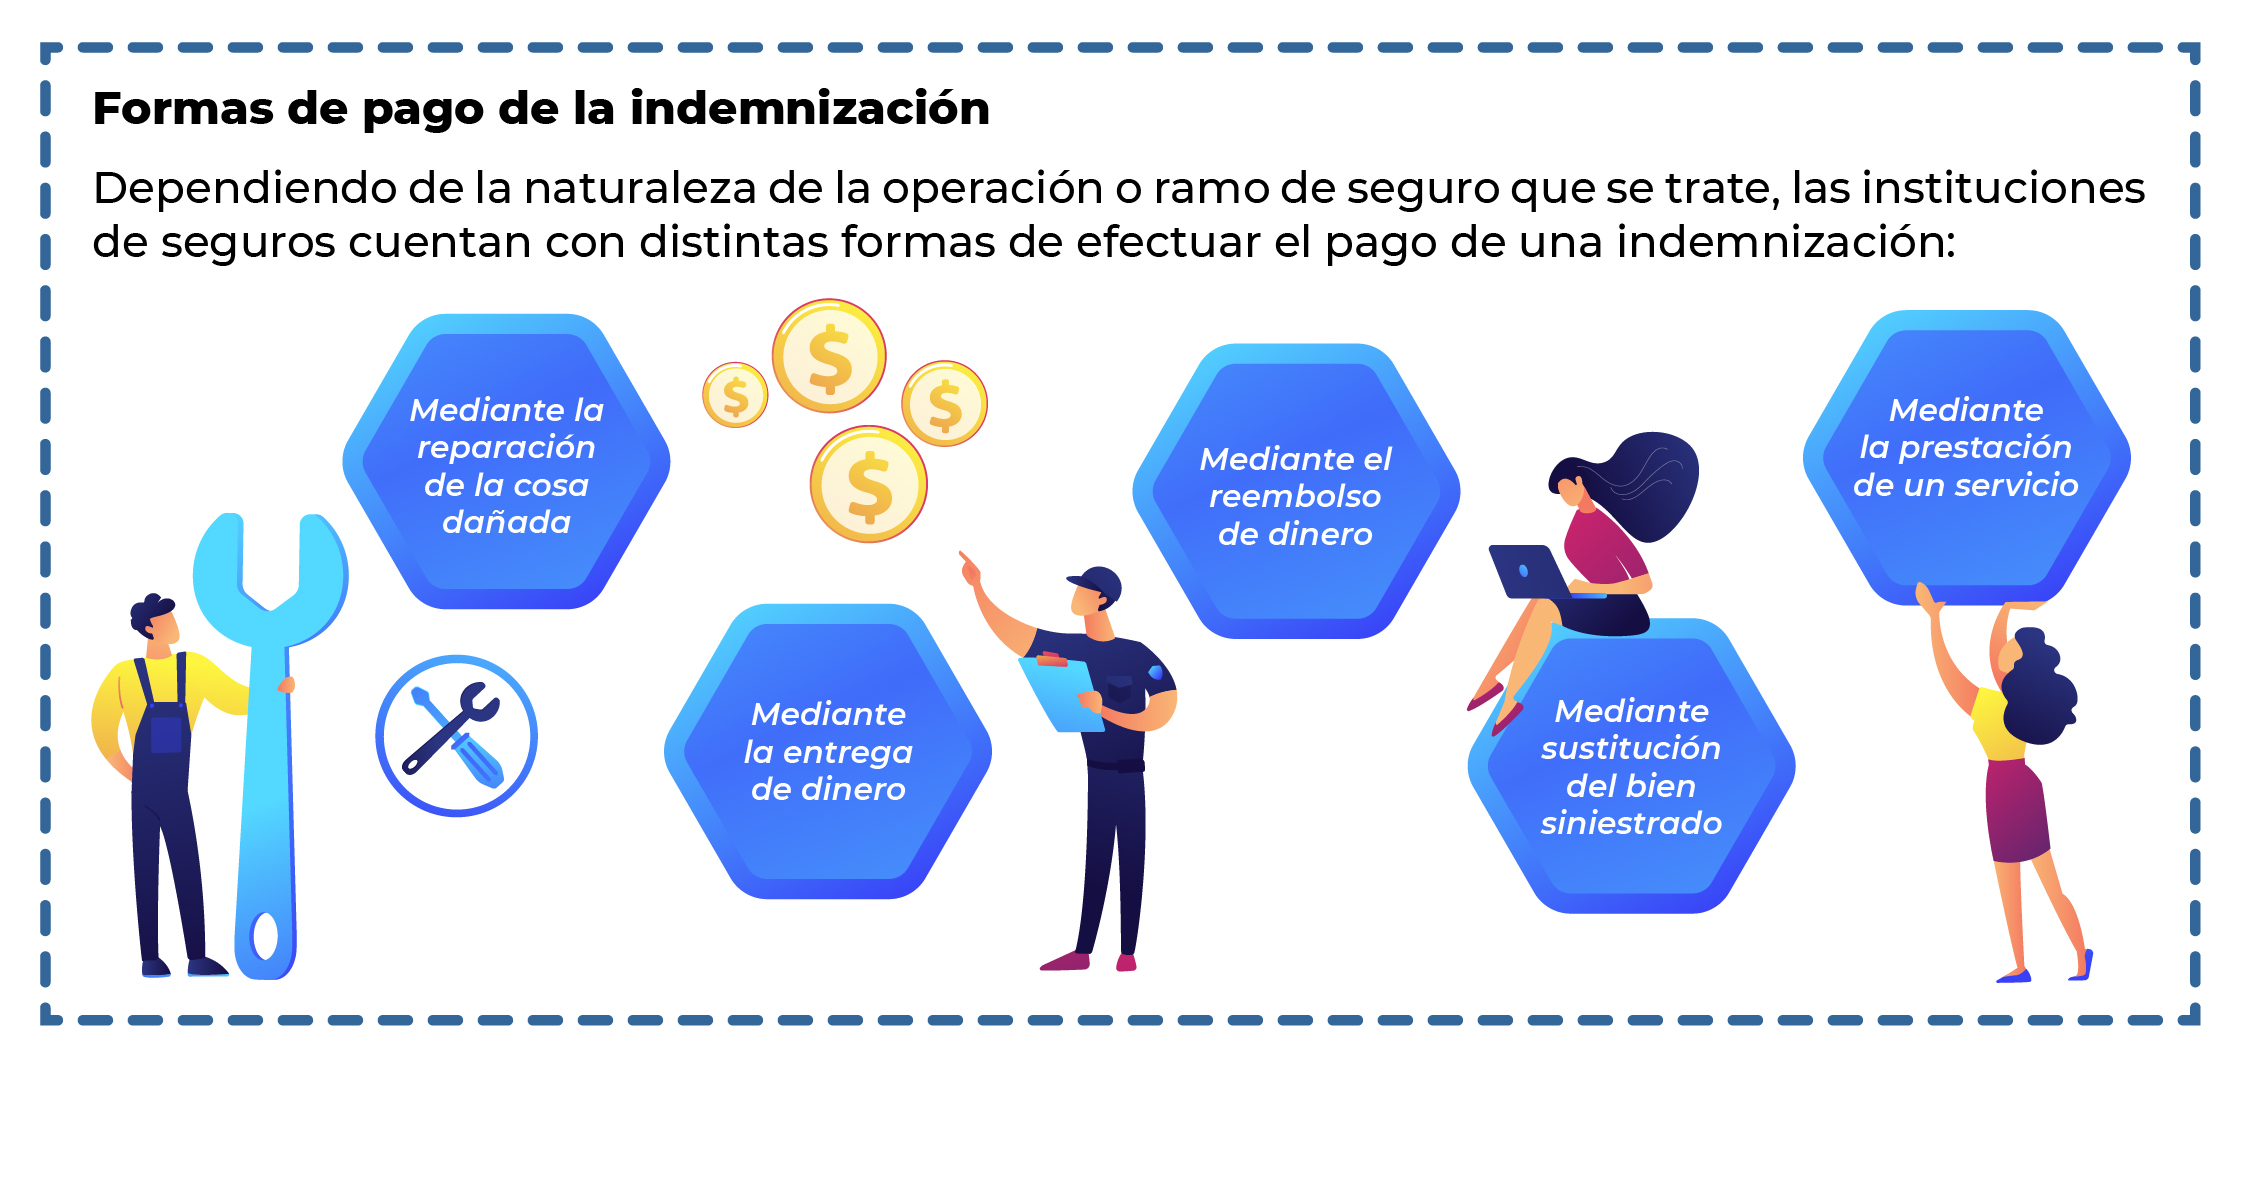 Formas de pago de la indemnización
Dependiendo de la naturaleza de la operación o ramo de seguro que se trate, las instituciones
de seguros cuentan con distintas formas de efectuar el pago de una indemnización:
Mediante la
reparación
de la cosa
dañada
$
$
$
$
Mediante
la entrega
de dinero
Mediante el
reembolso
de dinero
Mediante
sustitución
del bien
siniestrado
Mediante
la prestación
de un servicio